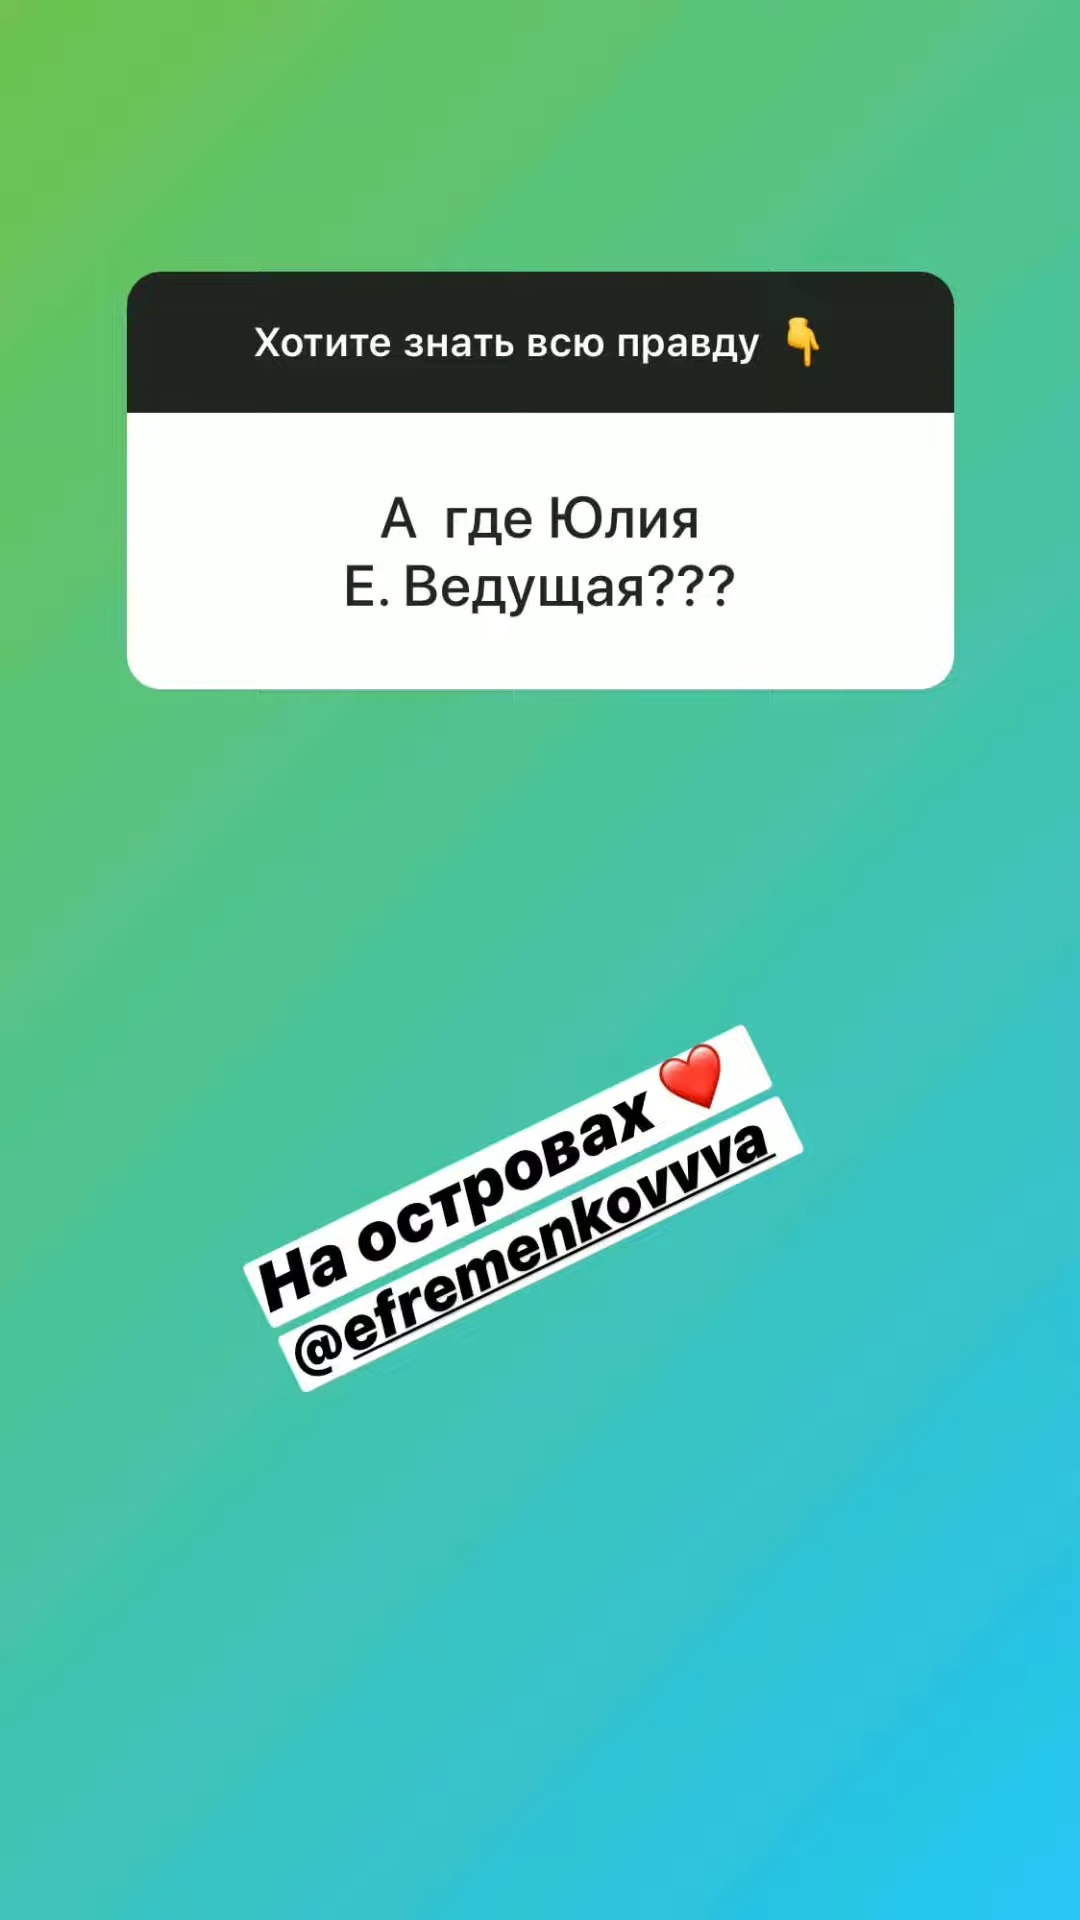 Хотите знать всю правду 👇
А где Юлия
Е. Ведущая???
На островах ❤️
@efremenkovvva